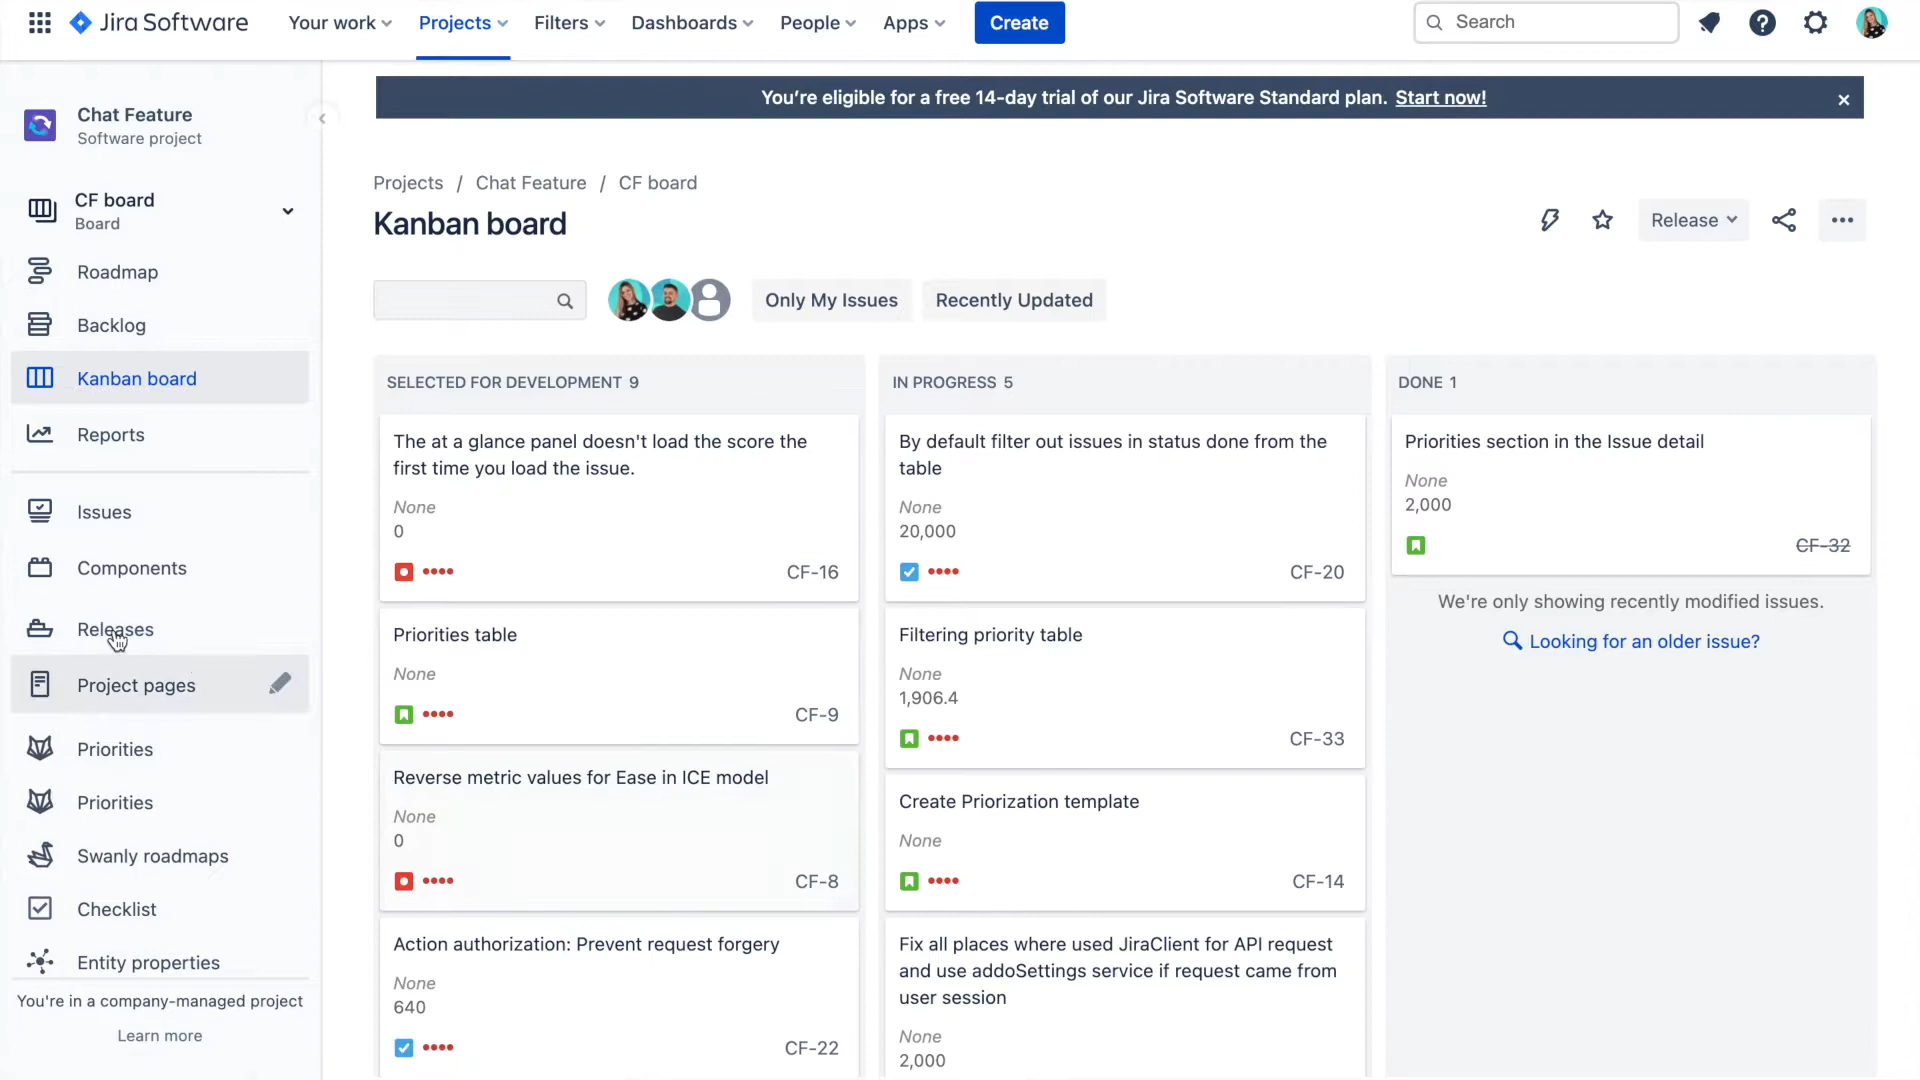 Jira Software
Your work
Projects
Filters
Dashboards
People
Apps
Create
Search
Chat Feature
Software project
CF board
Board
Roadmap
Backlog
Kanban board
Reports
Issues
Components
Releases
Project pages
Priorities
Priorities
Swanly roadmaps
Checklist
Entity properties
You're in a company-managed project
Learn more
You're eligible for a free 14-day trial of our Jira Software Standard plan. Start now!
Projects / Chat Feature / CF board
Kanban board
Release
Only My Issues
Recently Updated
SELECTED FOR DEVELOPMENT 9
The at a glance panel doesn't load the score the
first time you load the issue.
None
0
CF-16
Priorities table
None
CF-9
Reverse metric values for Ease in ICE model
None
0
CF-8
Action authorization: Prevent request forgery
None
640
CF-22
IN PROGRESS 5
By default filter out issues in status done from the
table
None
20,000
CF-20
Filtering priority table
None
1,906.4
CF-33
Create Priorization template
None
CF-14
Fix all places where used JiraClient for API request
and use addoSettings service if request came from
user session
None
2,000
DONE 1
Priorities section in the Issue detail
None
2,000
CF-32
We're only showing recently modified issues.
Looking for an older issue?